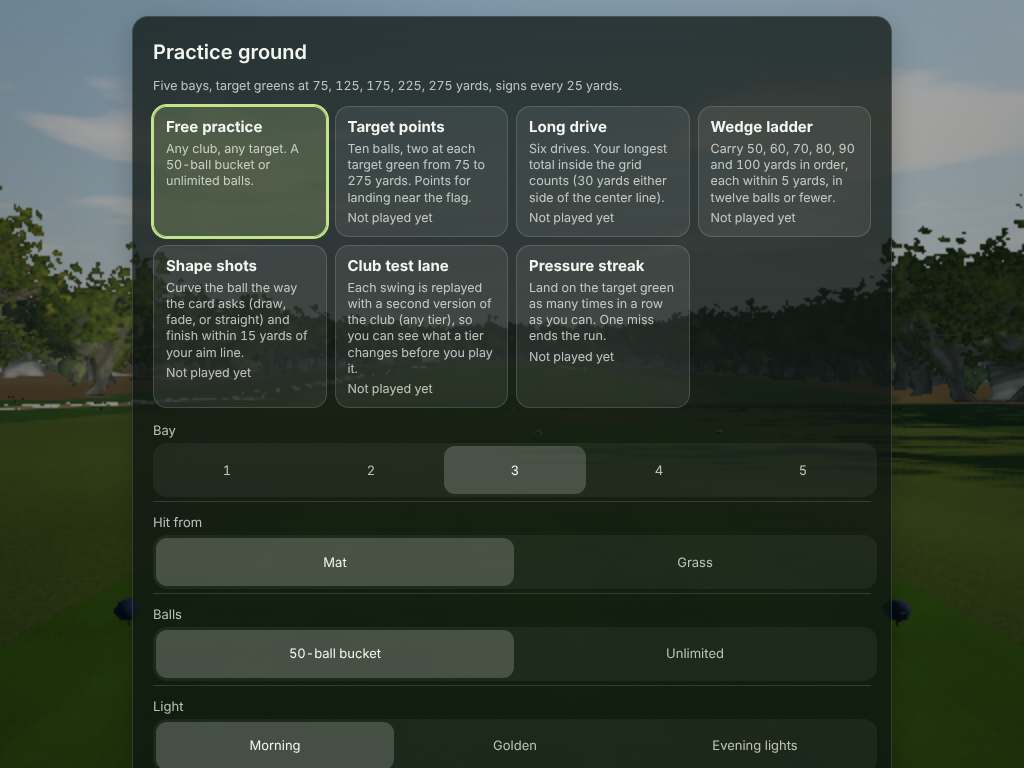 Practice ground
Five bays, target greens at 75, 125, 175, 225, 275 yards, signs every 25 yards.
Free practice
Any club, any target. A
50-ball bucket or
unlimited balls.
Target points
Ten balls, two at each
target green from 75 to
275 yards. Points for
landing near the flag.
Not played yet
Long drive
Six drives. Your longest
total inside the grid
counts (30 yards either
side of the center line).
Not played yet
Wedge ladder
Carry 50, 60, 70, 80, 90
and 100 yards in order,
each within 5 yards, in
twelve balls or fewer.
Not played yet
Shape shots
Curve the ball the way
the card asks (draw,
fade, or straight) and
finish within 15 yards of
your aim line.
Not played yet
Club test lane
Each swing is replayed
with a second version of
the club (any tier), so
you can see what a tier
changes before you play
it.
Not played yet
Pressure streak
Land on the target green
as many times in a row
as you can. One miss
ends the run.
Not played yet
Bay
1 2 3 4 5
Hit from
Mat Grass
Balls
50-ball bucket Unlimited
Light
Morning Golden Evening lights